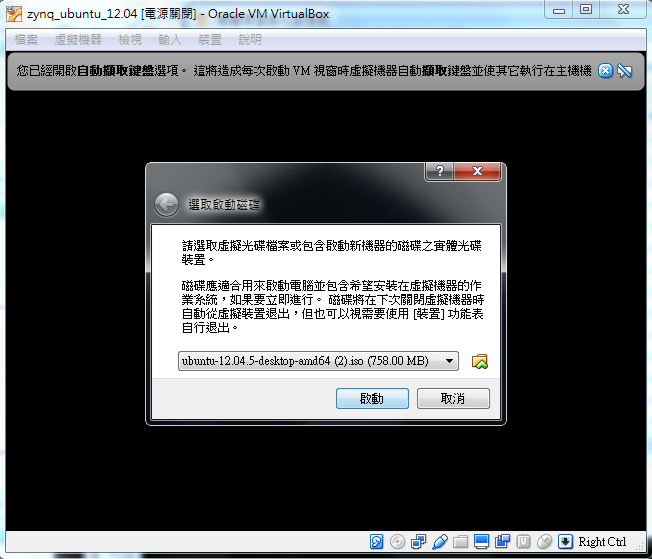 zynq_ubuntu_12.04 [電源關閉] - Oracle VM VirtualBox
檔案 虛擬機器 檢視 輸入 裝置 說明
您已經開啟自動擷取鍵盤選項。 這將造成每次啟動 VM 視窗時虛擬機器自動擷取鍵盤並使其它執行在主機機
?
選取啟動磁碟
請選取虛擬光碟檔案或包含啟動新機器的磁碟之實體光碟
裝置。
磁碟應適合用來啟動電腦並包含希望安裝在虛擬機器的作
業系統，如果要立即進行。 磁碟將在下次關閉虛擬機器時
自動從虛擬裝置退出，但也可以視需要使用 [裝置] 功能表
自行退出。
ubuntu-12.04.5-desktop-amd64 (2).iso (758.00 MB)
啟動 取消
Right Ctrl